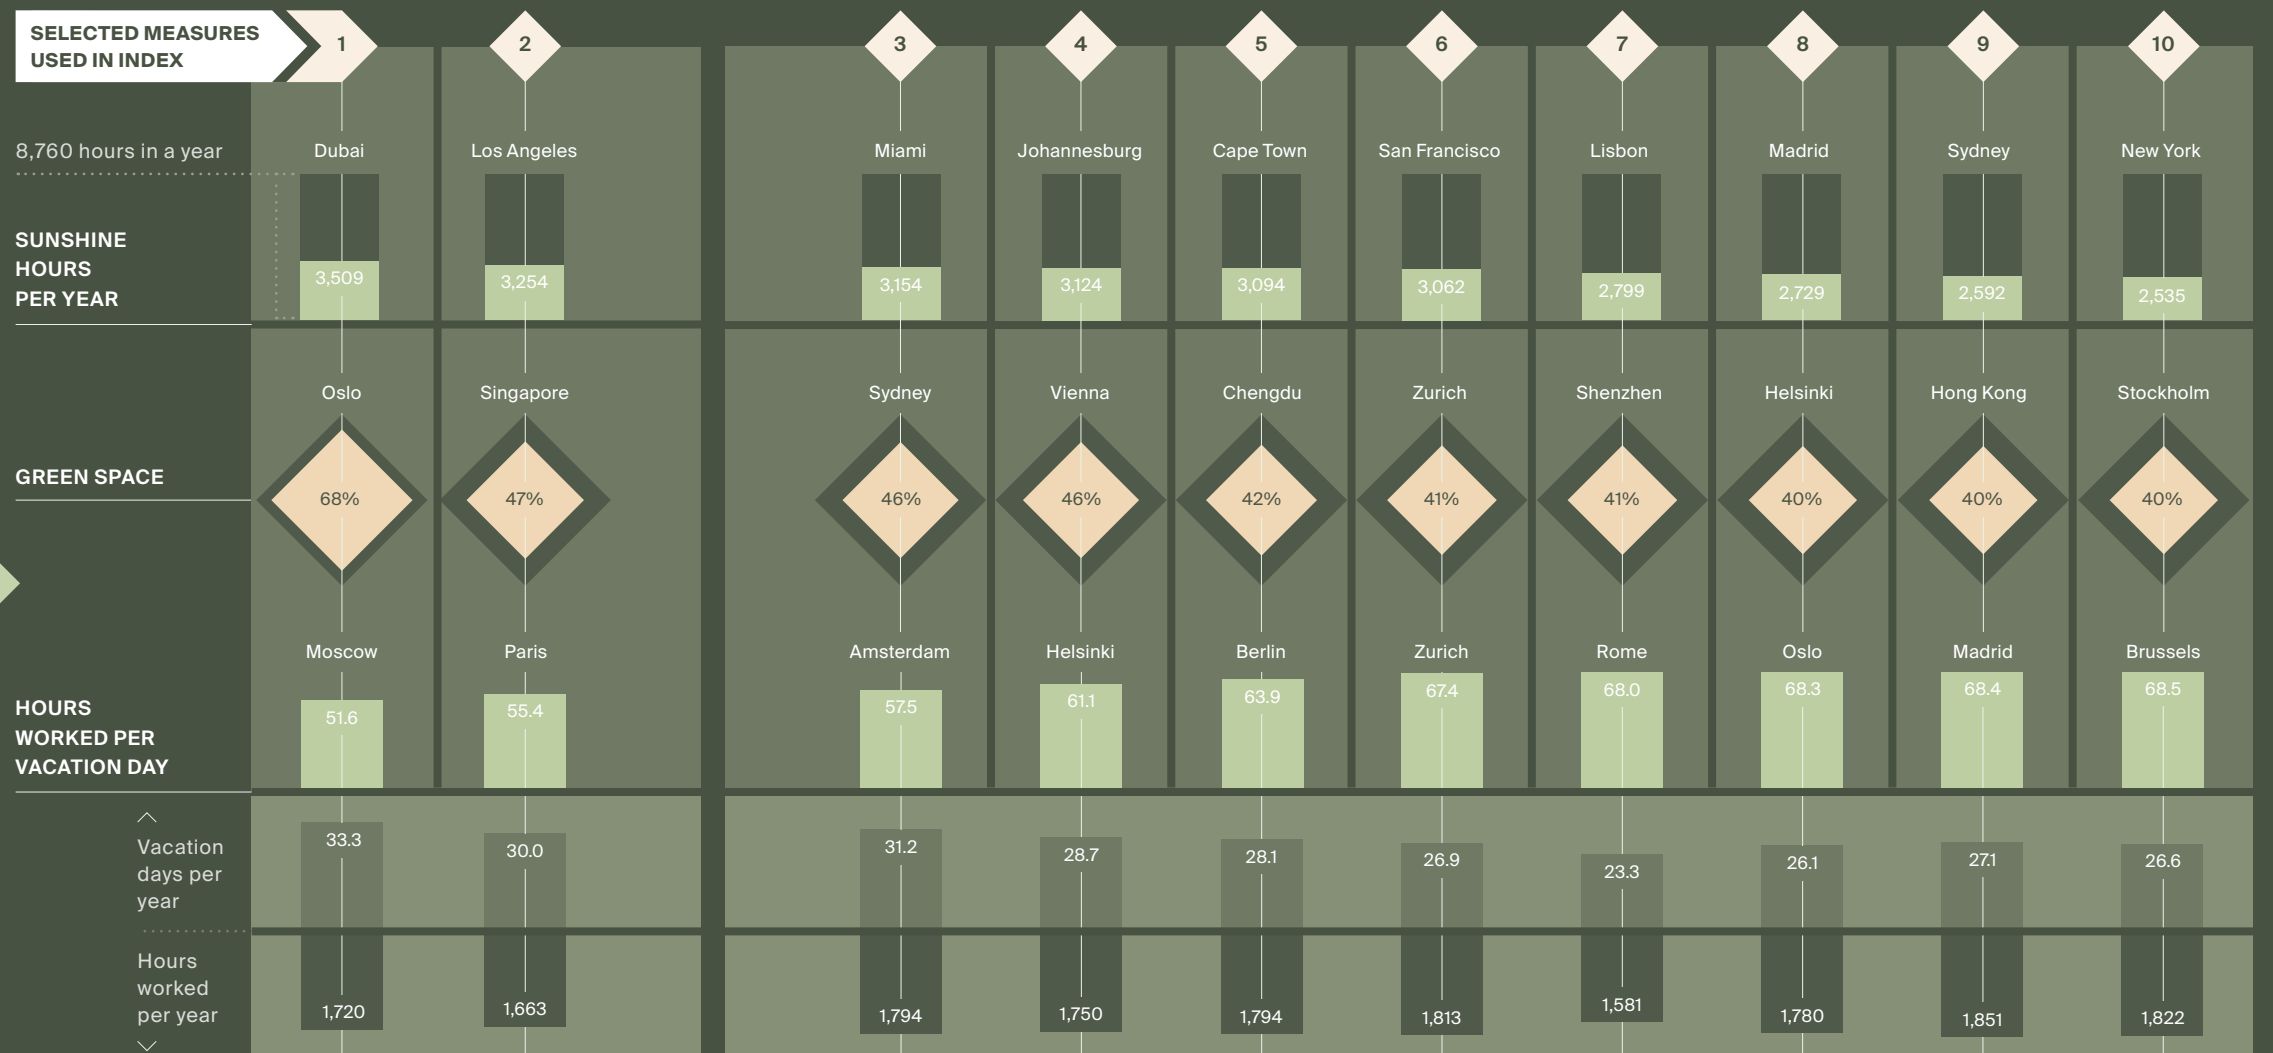 SELECTED MEASURES
USED IN INDEX
1 2 3 4 5 6 7 8 9 10
8,760 hours in a year
Dubai Los Angeles Miami Johannesburg Cape Town San Francisco Lisbon Madrid Sydney New York
SUNSHINE
HOURS
PER YEAR
3,509 3,254 3,154 3,124 3,094 3,062 2,799 2,729 2,592 2,535
Oslo Singapore Sydney Vienna Chengdu Zurich Shenzhen Helsinki Hong Kong Stockholm
GREEN SPACE
68% 47% 46% 46% 42% 41% 41% 40% 40% 40%
Moscow Paris Amsterdam Helsinki Berlin Zurich Rome Oslo Madrid Brussels
HOURS
WORKED PER
VACATION DAY
51.6 55.4 57.5 61.1 63.9 67.4 68.0 68.3 68.4 68.5
Vacation
days per
year
33.3 30.0 31.2 28.7 28.1 26.9 23.3 26.1 27.1 26.6
Hours
worked
per year
1,720 1,663 1,794 1,750 1,794 1,813 1,581 1,780 1,851 1,822